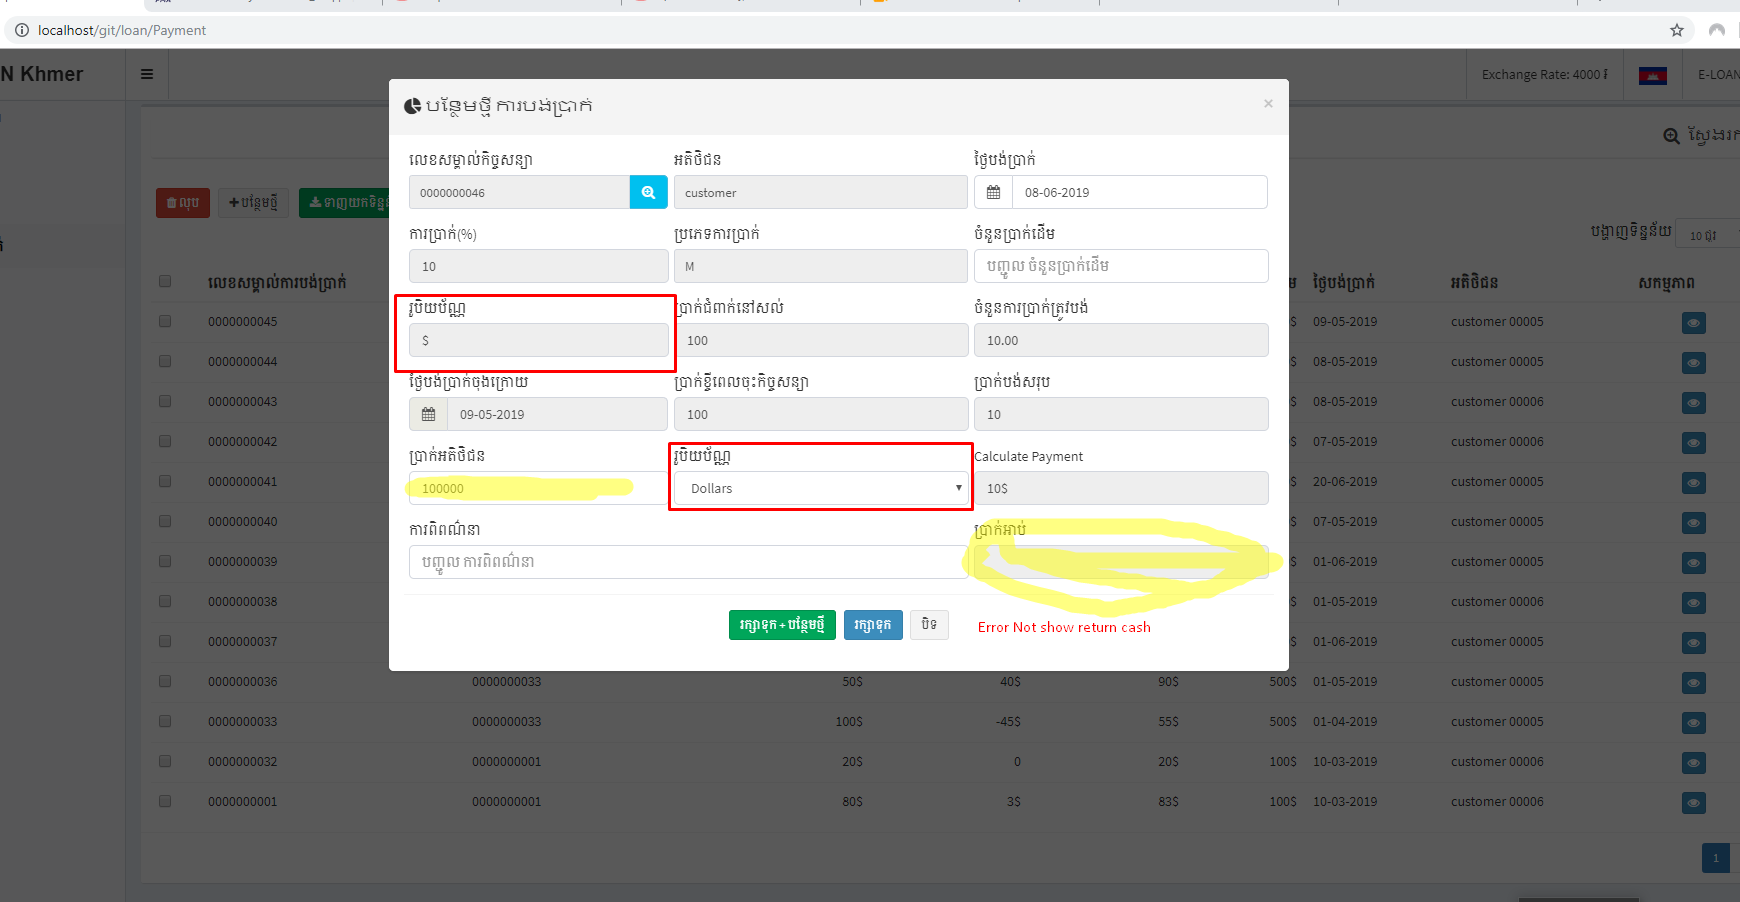 localhost/git/loan/Payment
N Khmer
Exchange Rate: 4000 ៛
E-LOAN
បន្ថែមថ្មី ការបង់ប្រាក់
×
ស្វែងរក
លេខសម្គាល់កិច្ចសន្យា អតិថិជន ថ្ងៃបង់ប្រាក់
0000000046 customer 08-06-2019
លុប បន្ថែមថ្មី ទាញយកទិន្នន័
ការប្រាក់(%) ប្រភេទការប្រាក់ ចំនួនប្រាក់ដើម
បង្ហាញទិន្នន័យ 10 ជួរ
10 M បញ្ចូល ចំនួនប្រាក់ដើម
លេខសម្គាល់ការបង់ប្រាក់ ម ថ្ងៃបង់ប្រាក់ អតិថិជន សកម្មភាព
រូបិយប័ណ្ណ ប្រាក់ជំពាក់នៅសល់ ចំនួនការប្រាក់ត្រូវបង់
0000000045 $ 09-05-2019 customer 00005
$ 100 10.00
0000000044 $ 08-05-2019 customer 00005
ថ្ងៃបង់ប្រាក់ចុងក្រោយ ប្រាក់ខ្ចីពេលចុះកិច្ចសន្យា ប្រាក់បង់សរុប
0000000043 $ 08-05-2019 customer 00006
09-05-2019 100 10
0000000042 $ 07-05-2019 customer 00006
ប្រាក់អតិថិជន រូបិយប័ណ្ណ Calculate Payment
0000000041 $ 20-06-2019 customer 00005
100000 Dollars 10$
0000000040 $ 07-05-2019 customer 00005
ការពិពណ៌នា ប្រាក់អាប់
0000000039 $ 01-06-2019 customer 00005
បញ្ចូល ការពិពណ៌នា
0000000038 $ 01-05-2019 customer 00006
រក្សាទុក + បន្ថែមថ្មី រក្សាទុក បិទ Error Not show return cash
0000000037 $ 01-06-2019 customer 00005
0000000036 0000000033 50$ 40$ 90$ 500$ 01-05-2019 customer 00005
0000000033 0000000033 100$ -45$ 55$ 500$ 01-04-2019 customer 00005
0000000032 0000000001 20$ 0 20$ 100$ 10-03-2019 customer 00006
0000000001 0000000001 80$ 3$ 83$ 100$ 10-03-2019 customer 00006
1